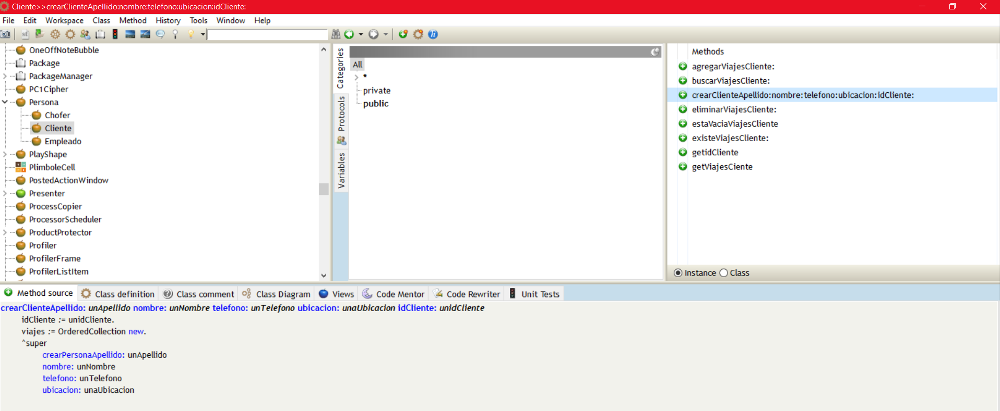 Cliente>>crearClienteApellido:nombre:telefono:ubicacion:idCliente:
File Edit Workspace Class Method History Tools Window Help
st
OneOffNoteBubble
Package
PackageManager
PC1Cipher
Persona
Chofer
Cliente
Empleado
PlayShape
PlimboleCell
PostedActionWindow
Presenter
ProcessCopier
ProcessorScheduler
ProductProtector
Profiler
ProfilerFrame
ProfilerListItem
Categories
Protocols
Variables
All
*
private
public
Methods
agregarViajesCliente:
buscarViajesCliente:
crearClienteApellido:nombre:telefono:ubicacion:idCliente:
eliminarViajesCliente:
estaVaciaViajesCliente
existeViajesCliente:
getidCliente
getViajesCiente
Instance Class
Method source Class definition Class comment Class Diagram Views Code Mentor Code Rewriter Unit Tests
crearClienteApellido: unApellido nombre: unNombre telefono: unTelefono ubicacion: unaUbicacion idCliente: unidCliente
idCliente := unidCliente.
viajes := OrderedCollection new.
^super
crearPersonaApellido: unApellido
nombre: unNombre
telefono: unTelefono
ubicacion: unaUbicacion